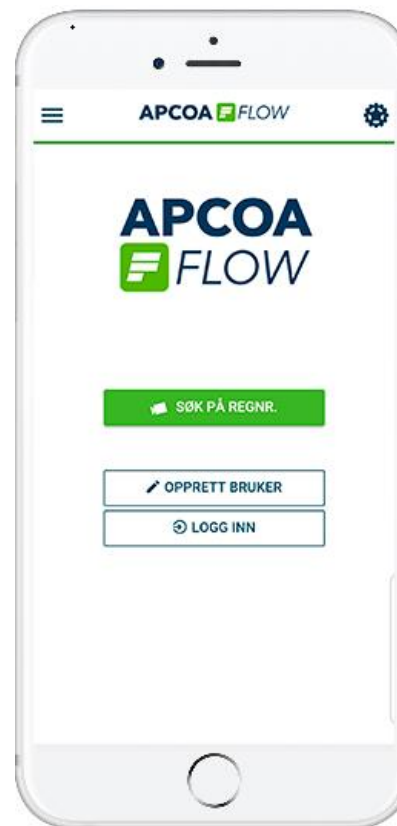 APCOA FLOW
APCOA
FLOW
SØK PÅ REGNR.
OPPRETT BRUKER
LOGG INN